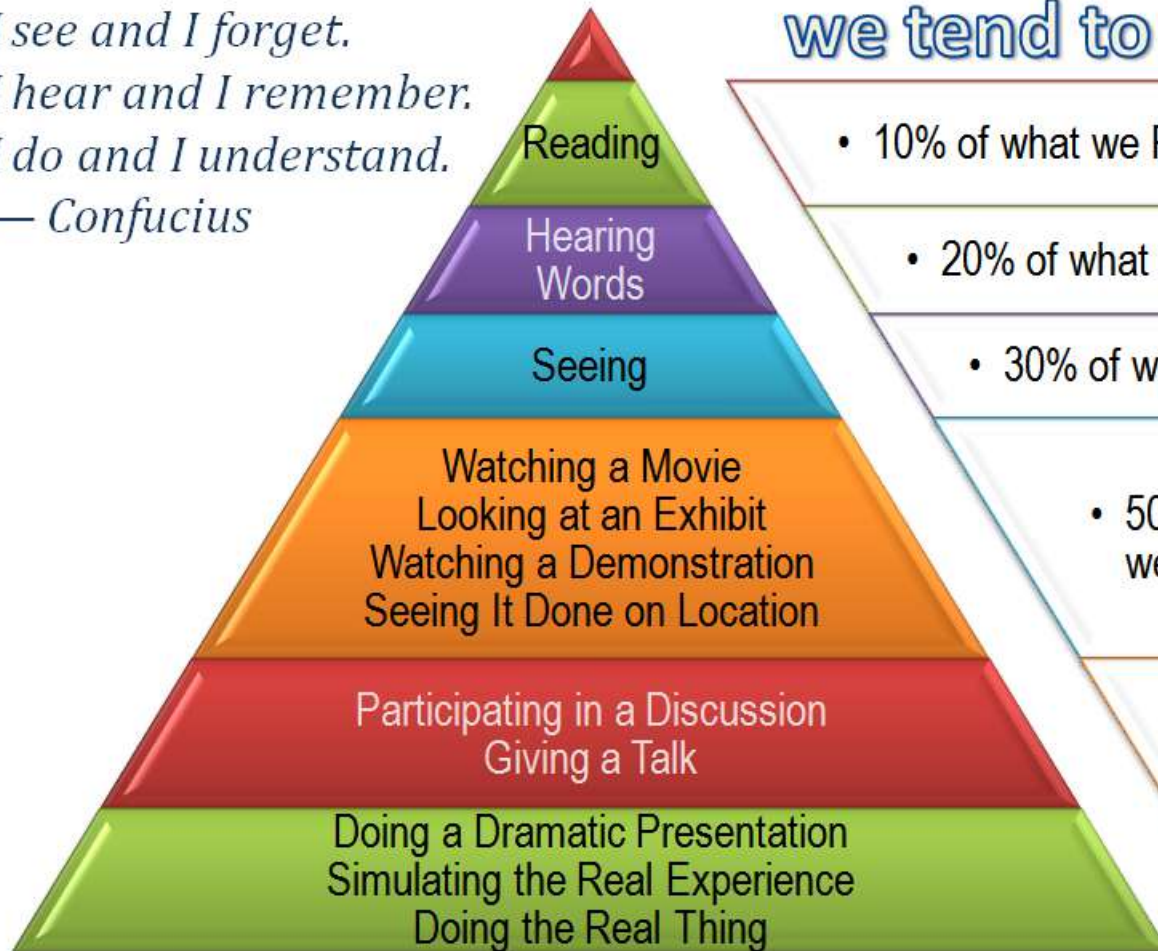 see and I forget.
hear and I remember.
do and I understand.
— Confucius
we tend to
Reading
• 10% of what we
Hearing
Words
• 20% of what
Seeing
• 30% of
Watching a Movie
Looking at an Exhibit
Watching a Demonstration
Seeing It Done on Location
• 50
we
Participating in a Discussion
Giving a Talk
Doing a Dramatic Presentation
Simulating the Real Experience
Doing the Real Thing